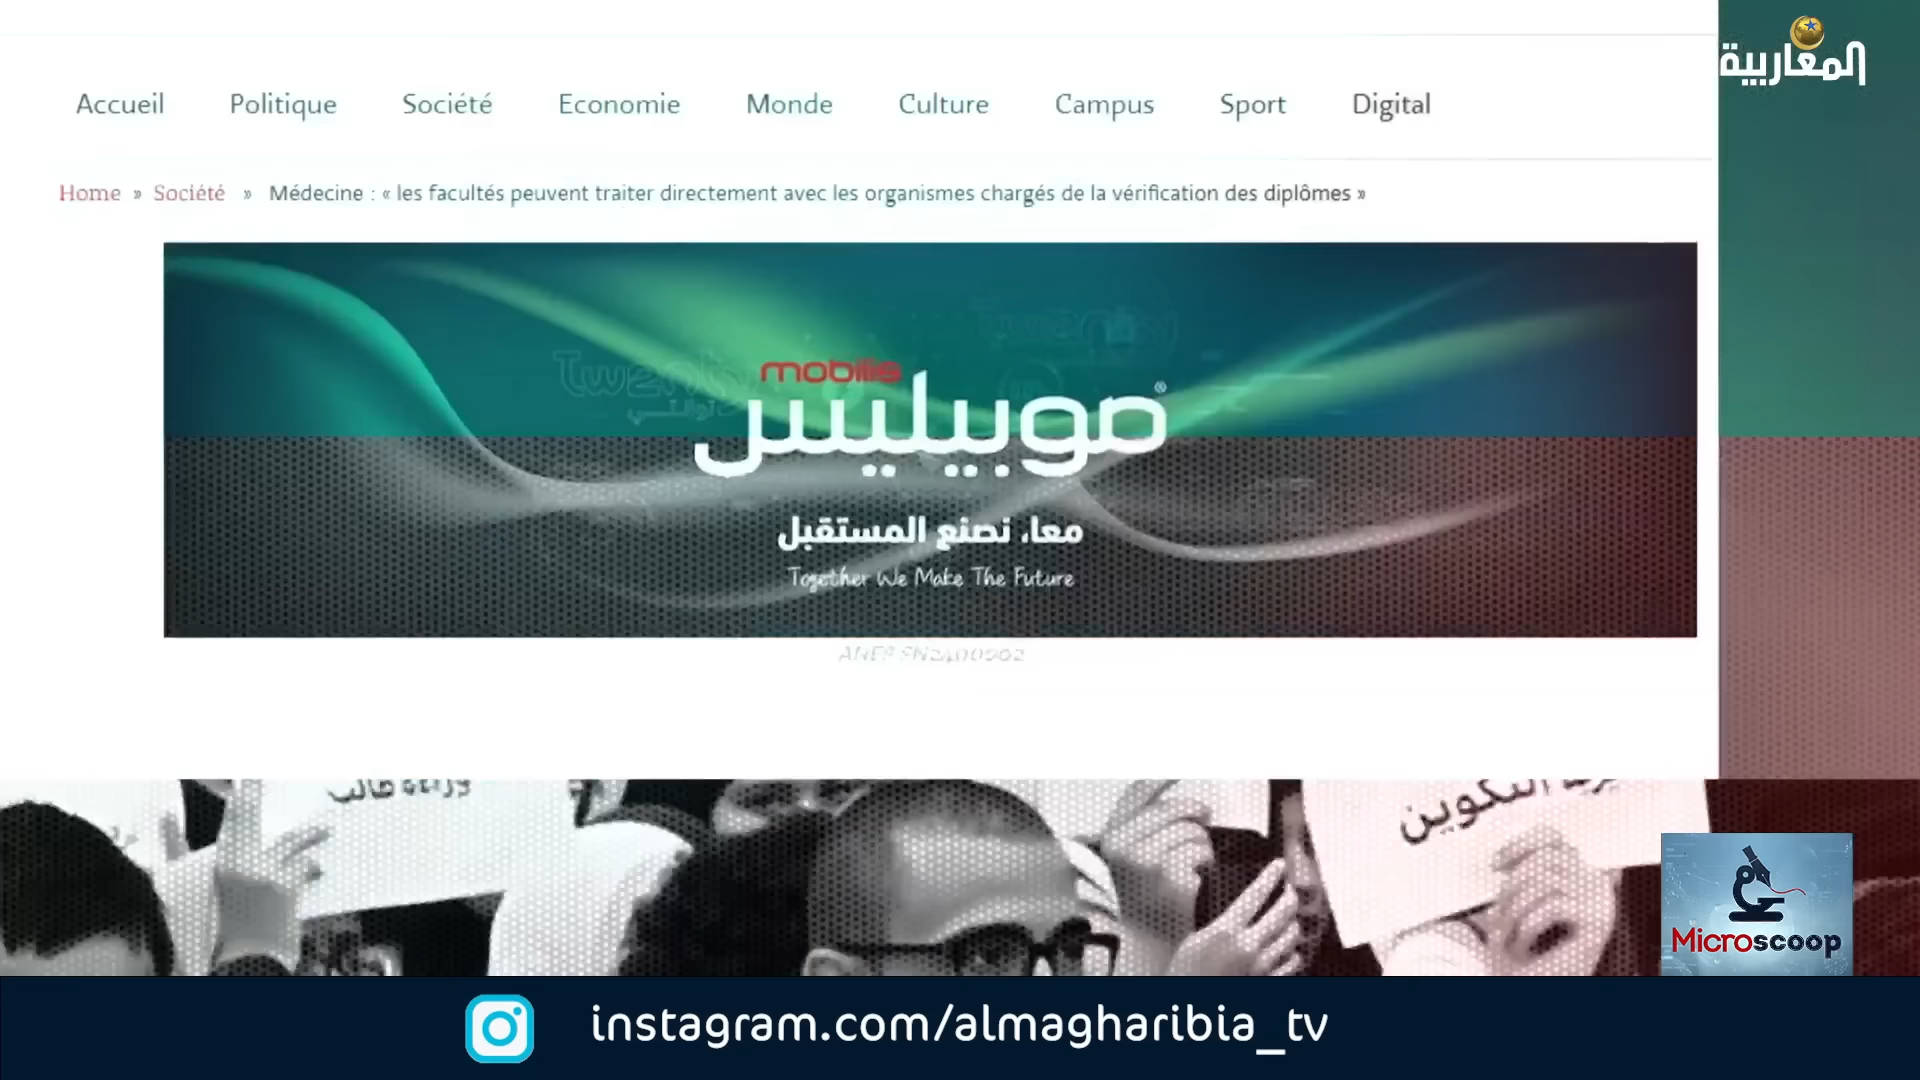 المغاربية
Accueil Politique Société Economie Monde Culture Campus Sport Digital
Home » Société » Médecine : « les facultés peuvent traiter directement avec les organismes chargés de la vérification des diplômes »
Twenty
mobilis
موبيليس®
معا، نصنع المستقبل
Together We Make The Future
التكوين
Microscoop
instagram.com/almagharibia_tv